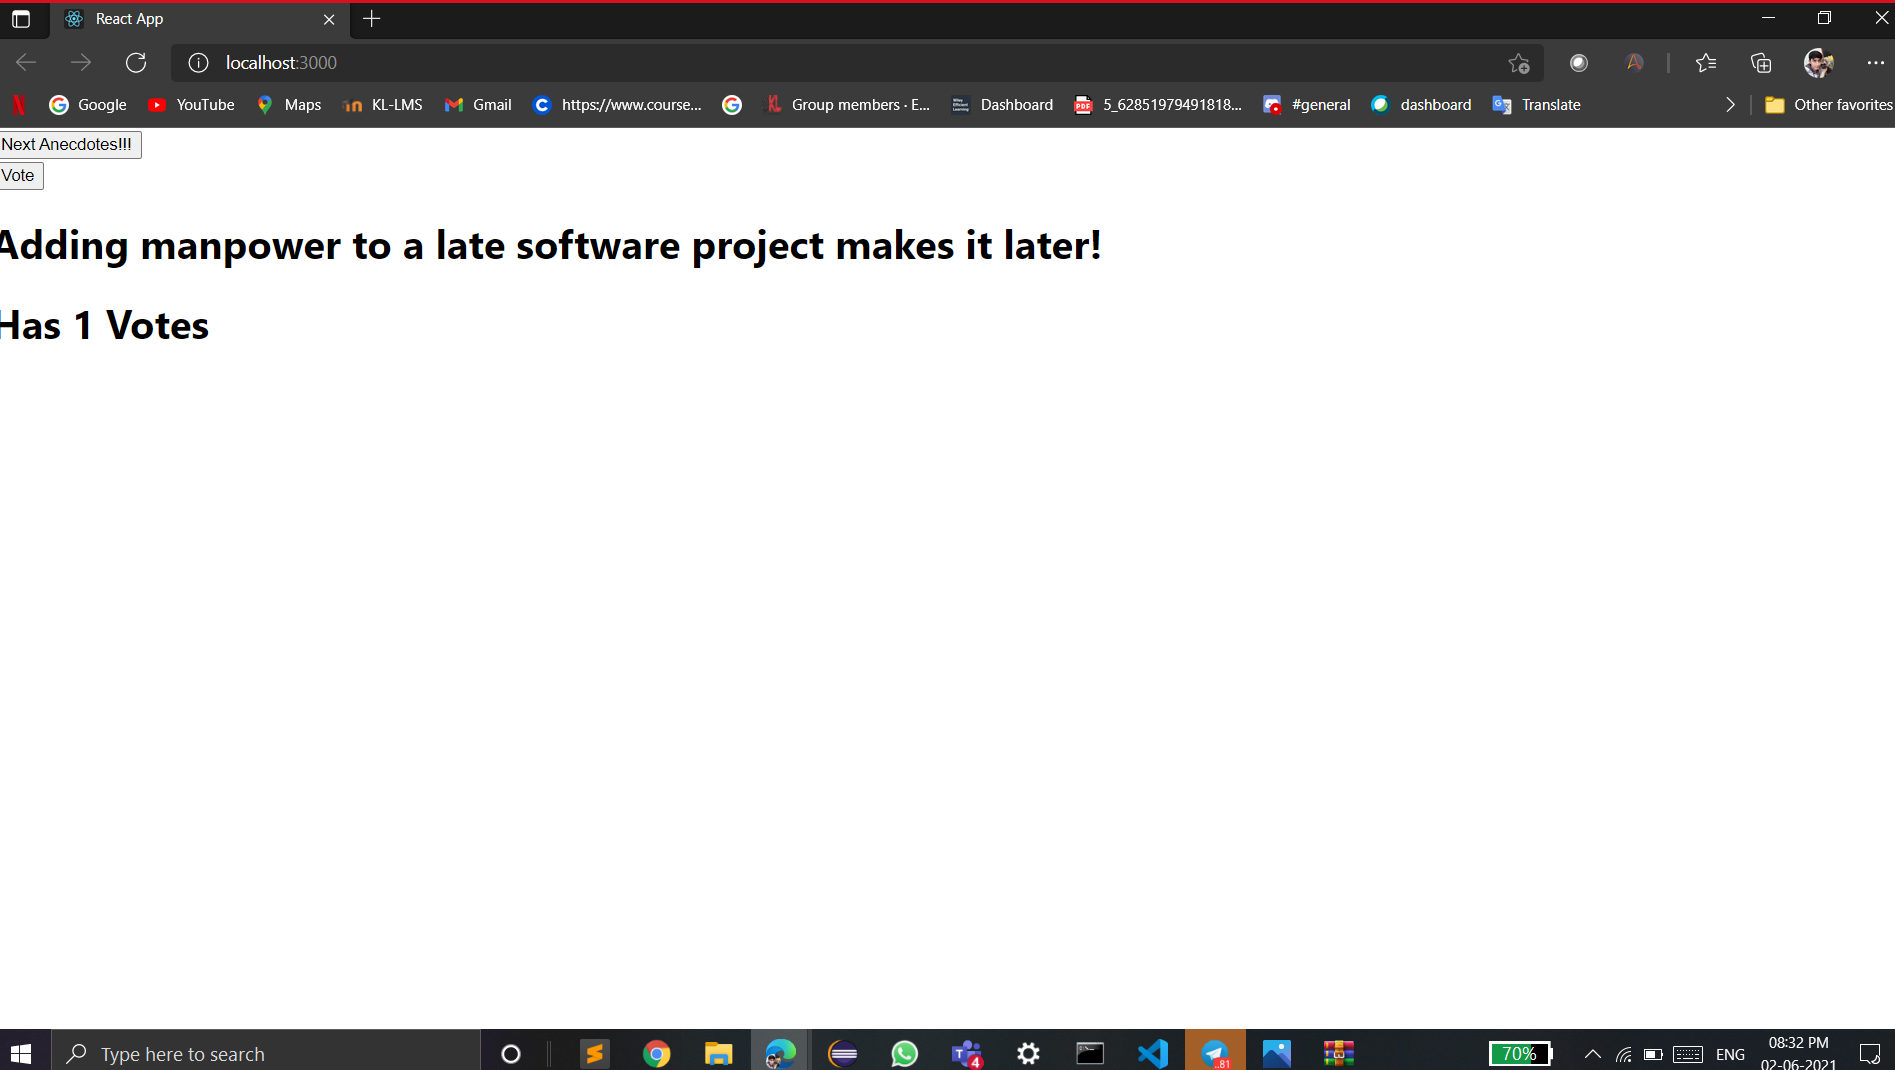 React App
localhost:3000
Google YouTube Maps KL-LMS Gmail https://www.course... Group members · E... Dashboard 5_62851979491818... #general dashboard Translate Other favorites
Next Anecdotes!!!
Vote
Adding manpower to a late software project makes it later!
Has 1 Votes
Type here to search
4
..81
70%
ENG
08:32 PM
02-06-2021